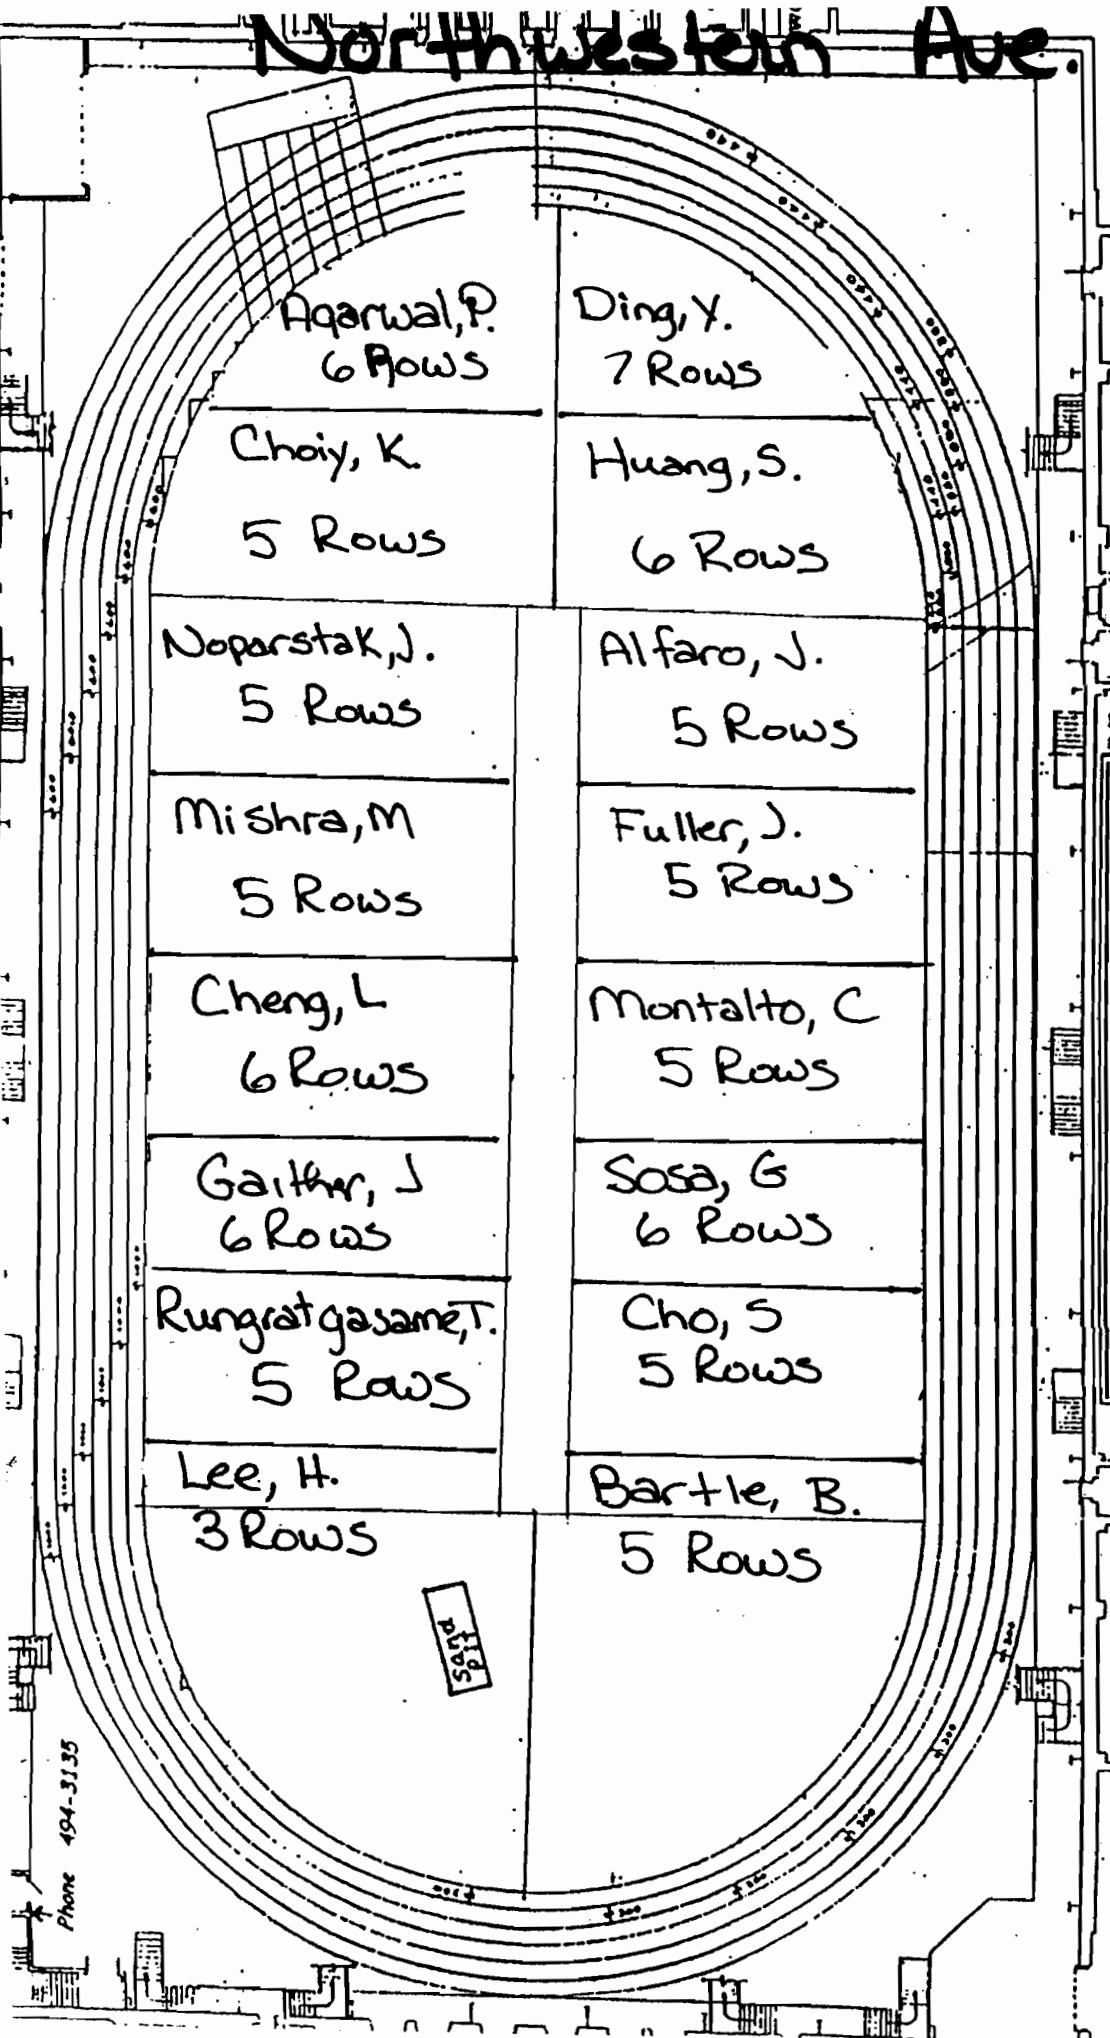 Northwestern Ave.
Agarwal, P.
6 Rows
Ding, Y.
7 Rows
Choiy, K.
5 Rows
Huang, S.
6 Rows
Noparstak, J.
5 Rows
Alfaro, J.
5 Rows
Mishra, M
5 Rows
Fuller, J.
5 Rows
Cheng, L
6 Rows
Montalto, C
5 Rows
Gaither, J
6 Rows
Sosa, G
6 Rows
Rungratgasame, T.
5 Rows
Cho, S
5 Rows
Lee, H.
3 Rows
Bartle, B.
5 Rows
Sand
Pit
Phone 494-3135